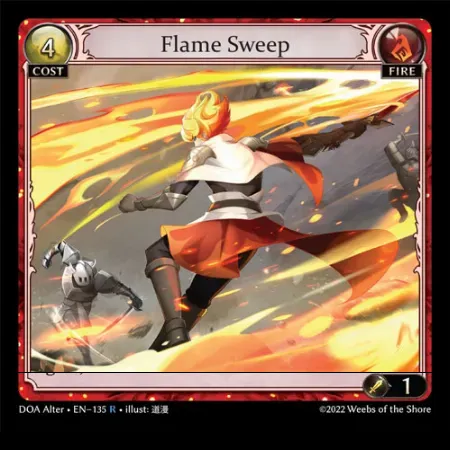 4
Flame Sweep
COST
FIRE
1
DOA Alter • EN-135 R • illust: 道漫
©2022 Weebs of the Shore